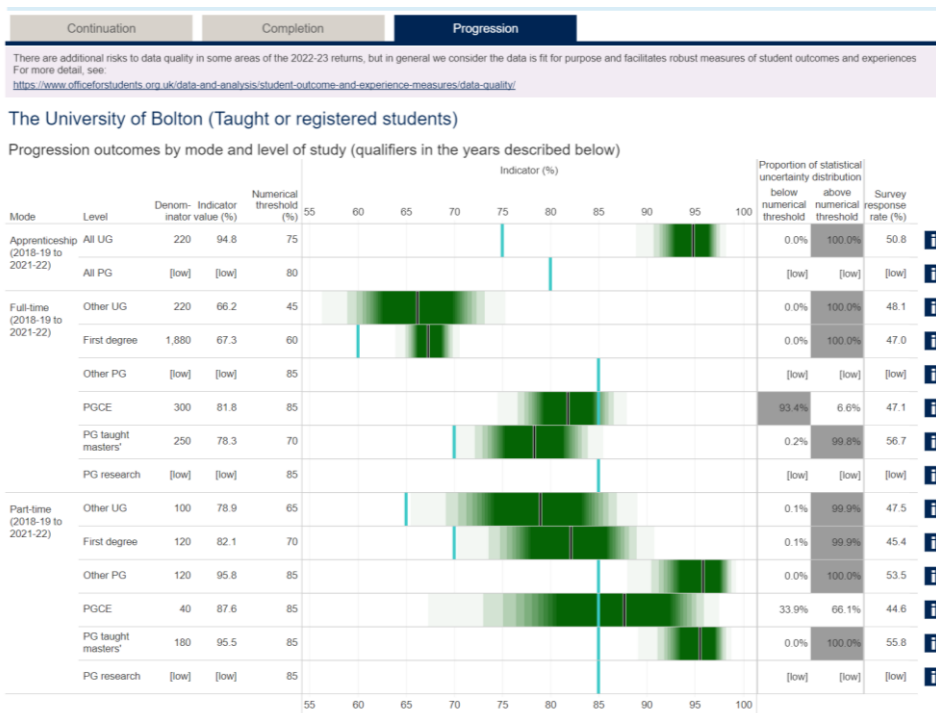 Continuation Completion Progression
There are additional risks to data quality in some areas of the 2022-23 returns, but in general we consider the data is fit for purpose and facilitates robust measures of student outcomes and experiences
For more detail, see:
https://www.officeforstudents.org.uk/data-and-analysis/student-outcome-and-experience-measures/data-quality/
The University of Bolton (Taught or registered students)
Progression outcomes by mode and level of study (qualifiers in the years described below)
Indicator (%)
Proportion of statistical
uncertainty distribution
Mode
Level
Denom-
inator
Indicator
value (%)
Numerical
threshold
(%)
55 60 65 70 75 80 85 90 95 100
below
numerical
threshold
above
numerical
threshold
Survey
response
rate (%)
Apprenticeship
(2018-19 to
2021-22)
All UG 220 94.8 75 0.0% 100.0% 50.8 i
All PG [low] [low] 80 [low] [low] [low] i
Full-time
(2018-19 to
2021-22)
Other UG 220 66.2 45 0.0% 100.0% 48.1 i
First degree 1,880 67.3 60 0.0% 100.0% 47.0 i
Other PG [low] [low] 85 [low] [low] [low] i
PGCE 300 81.8 85 93.4% 6.6% 47.1 i
PG taught
masters' 250 78.3 70 0.2% 99.8% 56.7 i
PG research [low] [low] 85 [low] [low] [low] i
Part-time
(2018-19 to
2021-22)
Other UG 100 78.9 65 0.1% 99.9% 47.5 i
First degree 120 82.1 70 0.1% 99.9% 45.4 i
Other PG 120 95.8 85 0.0% 100.0% 53.5 i
PGCE 40 87.6 85 33.9% 66.1% 44.6 i
PG taught
masters' 180 95.5 85 0.0% 100.0% 55.8 i
PG research [low] [low] 85 [low] [low] [low] i
55 60 65 70 75 80 85 90 95 100